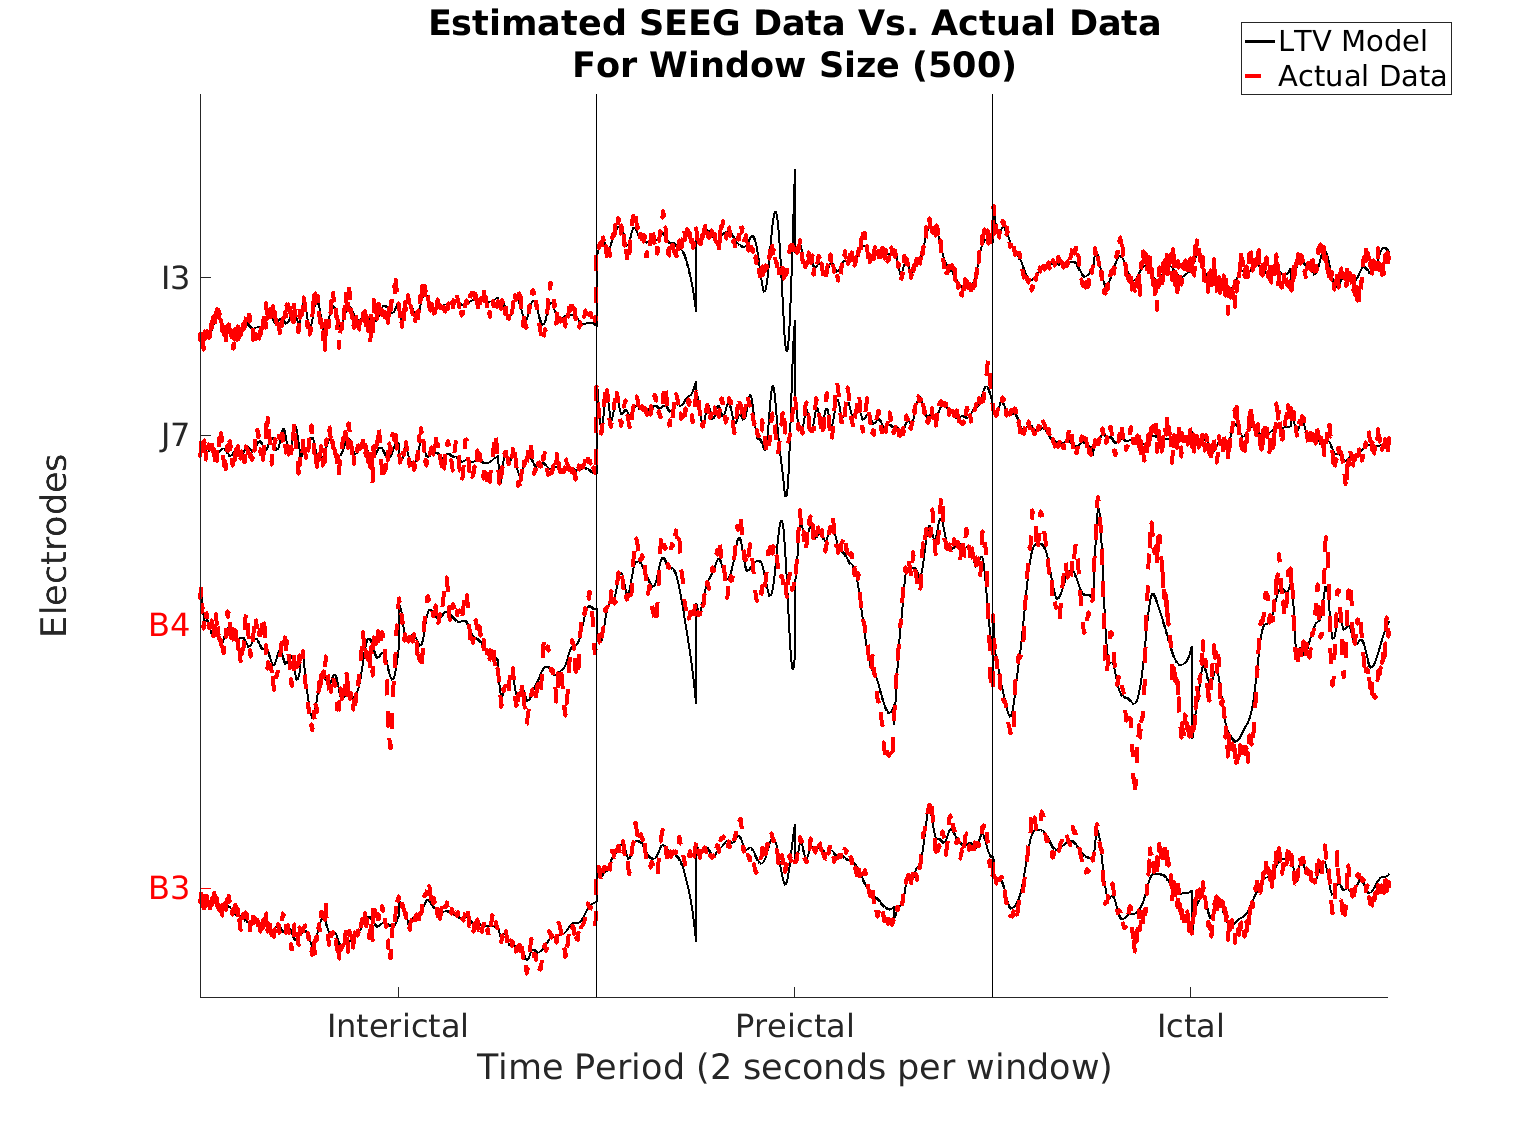 Estimated SEEG Data Vs. Actual Data
For Window Size (500)
LTV Model
Actual Data
Electrodes
I3
J7
B4
B3
Interictal
Preictal
Ictal
Time Period (2 seconds per window)